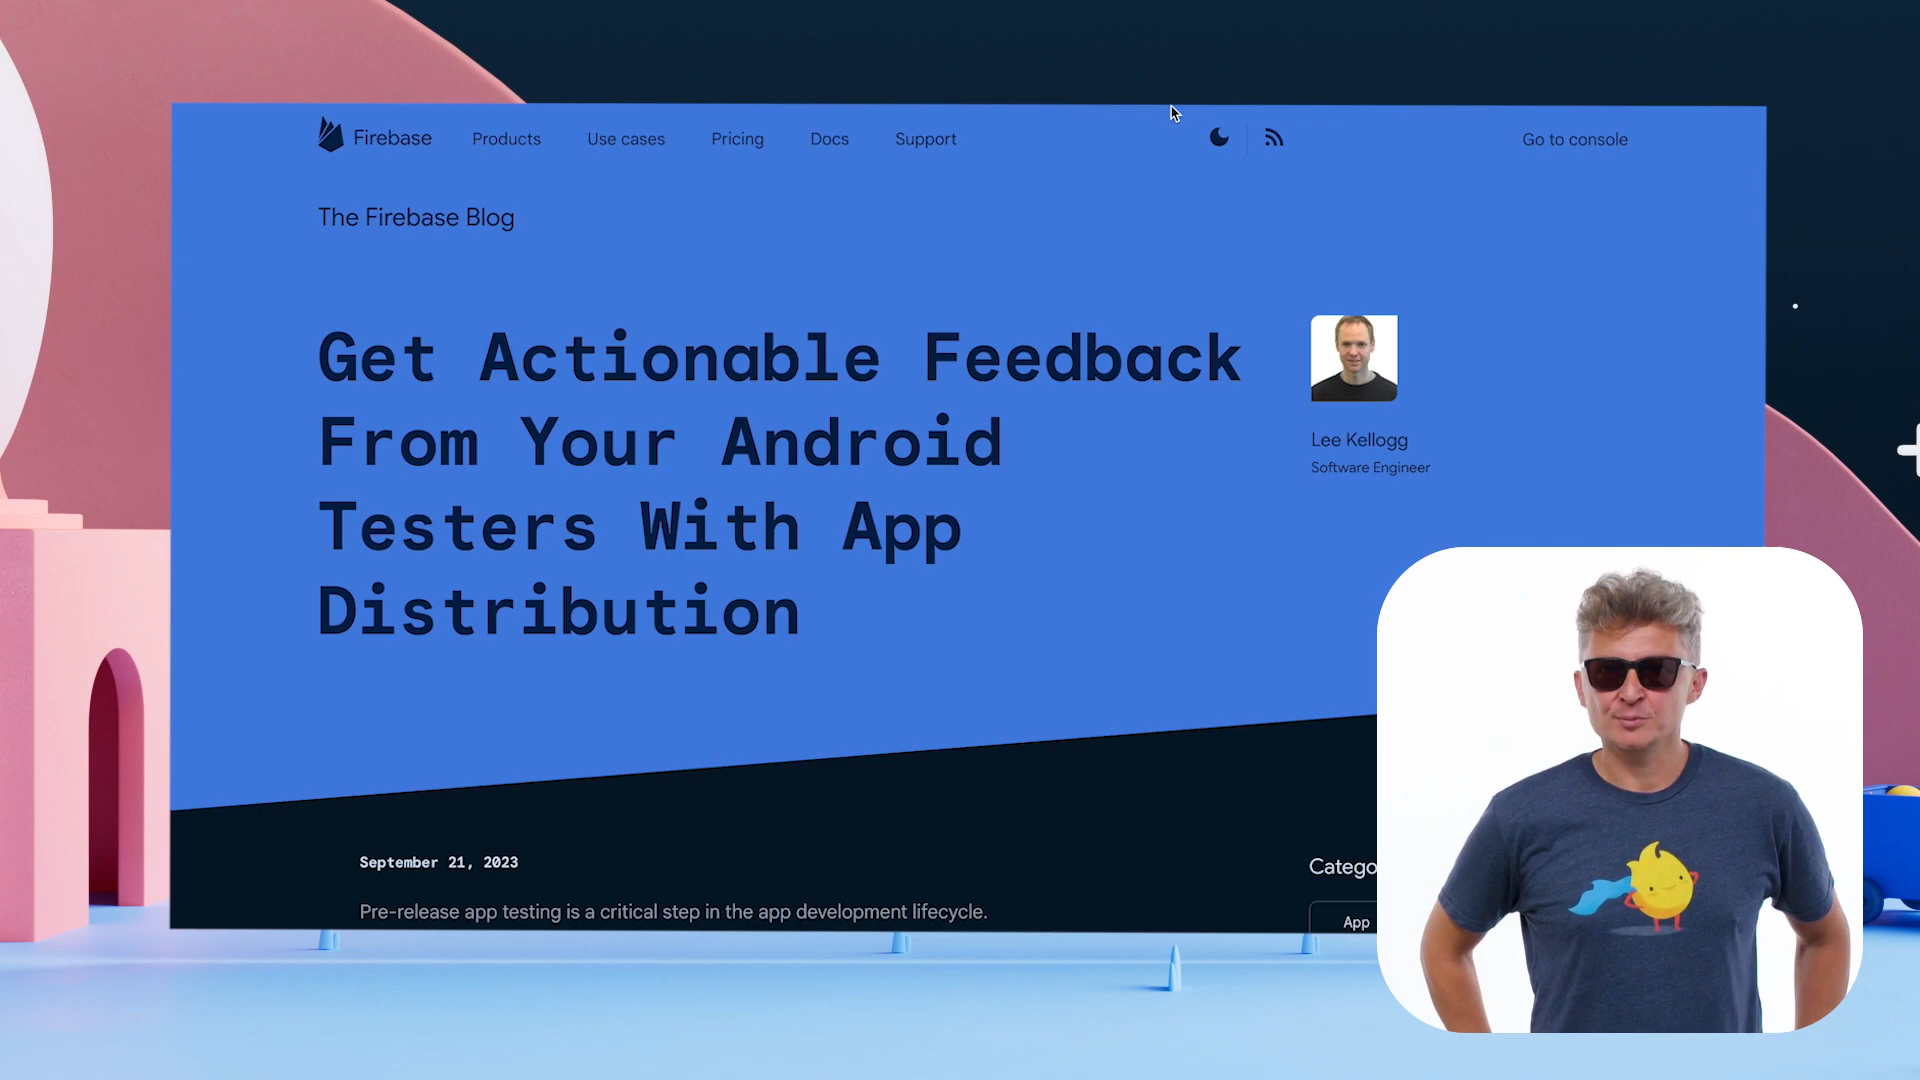 Firebase
Products
Use cases
Pricing
Docs
Support
Go to console
The Firebase Blog
Get Actionable Feedback
From Your Android
Testers With App
Distribution
Lee Kellogg
Software Engineer
September 21, 2023
Pre-release app testing is a critical step in the app development lifecycle.
Catego
App